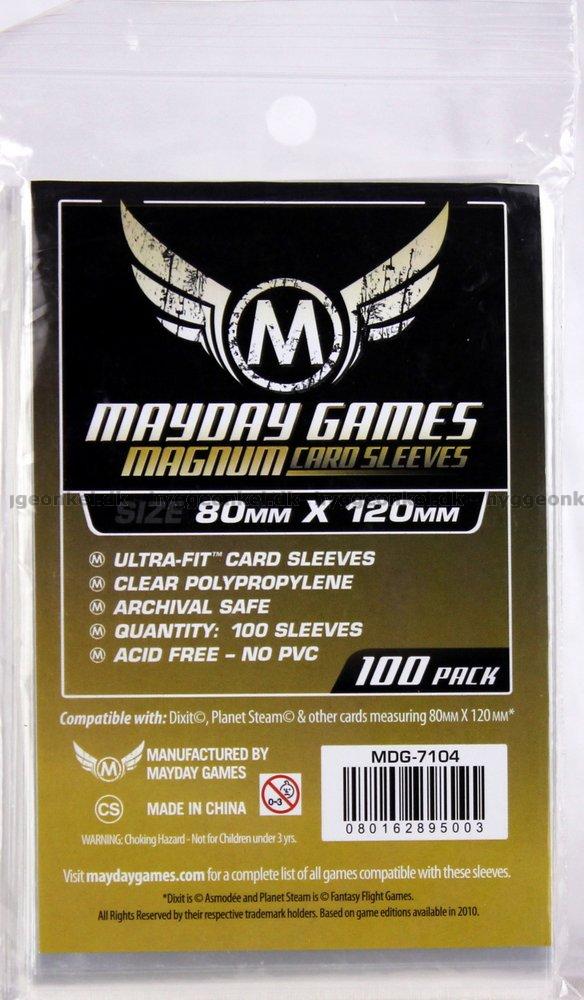 M
MAYDAY GAMES
MAGNUM CARD SLEEVES
SIZE 80MM X 120MM
M ULTRA-FIT™ CARD SLEEVES
M CLEAR POLYPROPYLENE
M ARCHIVAL SAFE
M QUANTITY: 100 SLEEVES
M ACID FREE – NO PVC
100 PACK
Compatible with: Dixit©, Planet Steam© & other cards measuring 80MM X 120 MM*
M MANUFACTURED BY
MAYDAY GAMES
CS MADE IN CHINA
0-3
WARNING: Choking Hazard - Not for Children under 3 yrs.
MDG-7104
080162895003
Visit maydaygames.com for a complete list of all games compatible with these sleeves.
*Dixit is © Asmodée and Planet Steam is © Fantasy Flight Games.
All Rights Reserved by their respective trademark holders. Based on game editions available in 2010.